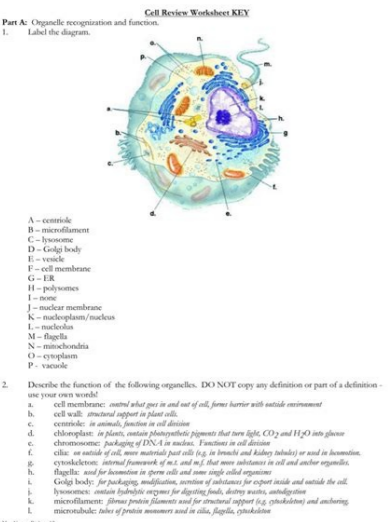 Cell Review Worksheet KEY
Part A: Organelle recognition and function.
1. Label the diagram.
n.
o.
m.
p.
j.
k.
l.
a.
h.
b.
g
c.
f.
d.
e.
A – centriole
B – microfilament
C – lysosome
D – Golgi body
E – vesicle
F – cell membrane
G – ER
H – polysomes
I – none
J – nuclear membrane
K – nucleoplasm/nucleus
L – nucleolus
M – flagella
N – mitochondria
O – cytoplasm
P - vacuole
2. Describe the function of the following organelles. DO NOT copy any definition or part of a definition -
use your own words!
a. cell membrane: control what goes in and out of cell, forms barrier with outside environment
b. cell wall: structural support in plant cells.
c. centriole: in animals, function in cell division
d. chloroplast: in plants, contain photosynthetic pigments that turn light, CO2 and H2O into glucose
e. chromosome: packaging of DNA in nucleus. Functions in cell division
f. cilia: on outside of cell, move materials past cells (e.g. in bronchi and kidney tubules) or used in locomotion.
g. cytoskeleton: internal framework of m.t. and m.f. that move substances in cell and anchor organelles.
h. flagella: used for locomotion in sperm cells and some single celled organisms
i. Golgi body: for packaging, modification, secretion of substances for export inside and outside the cell.
j. lysosomes: contain hydrolytic enzymes for digesting foods, destroy wastes, autodigestion
k. microfilament: fibrous protein filaments used for structural support (e.g. cytoskeleton) and anchoring.
l. microtubule: tubes of protein monomers used in cilia, flagella, cytoskeleton